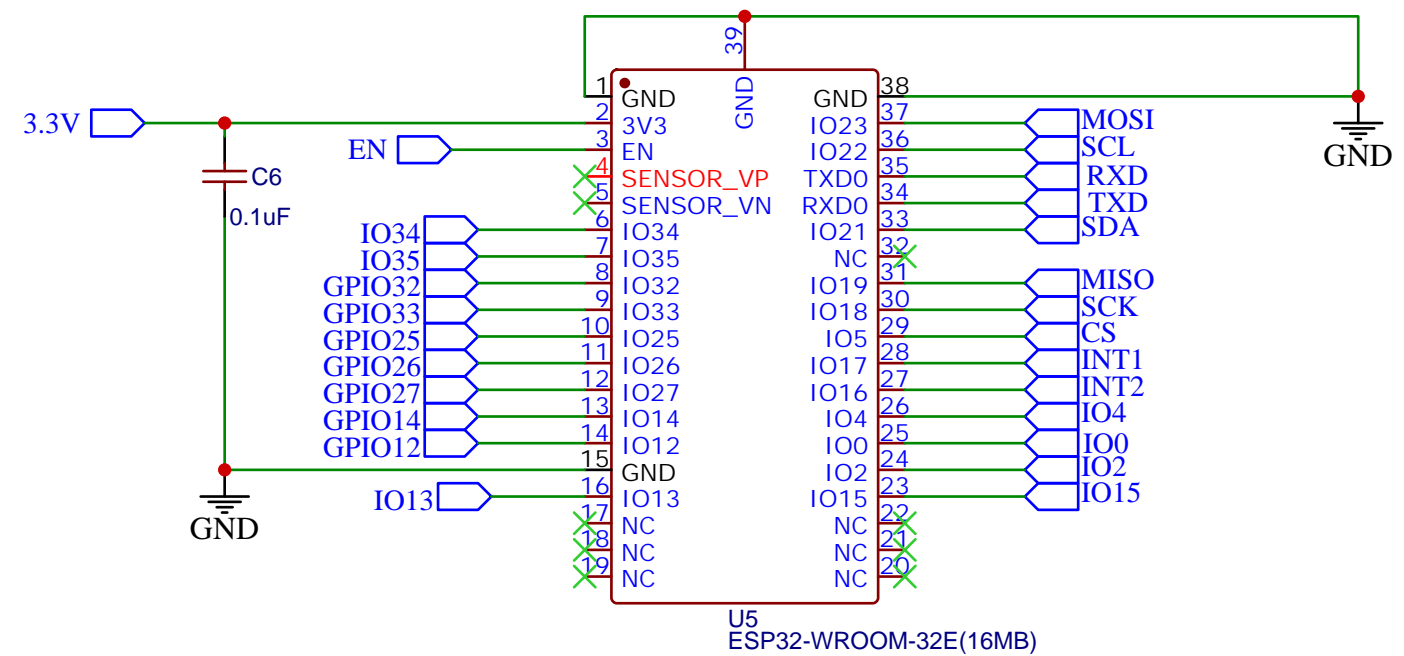 39
GND
1 GND
GND 38
3.3V
2 3V3
IO23 37 MOSI
EN
3 EN
IO22 36 SCL
C6
4 SENSOR_VP
TXD0 35 RXD
0.1uF
5 SENSOR_VN
RXD0 34 TXD
IO34
6 IO34
IO21 33 SDA
IO35
7 IO35
NC 32
GND
GPIO32
8 IO32
IO19 31 MISO
GPIO33
9 IO33
IO18 30 SCK
GPIO25
10 IO25
IO5 29 CS
GPIO26
11 IO26
IO17 28 INT1
GPIO27
12 IO27
IO16 27 INT2
GPIO14
13 IO14
IO4 26 IO4
GPIO12
14 IO12
IO0 25 IO0
15 GND
IO2 24 IO2
GND
IO13
16 IO13
IO15 23 IO15
17 NC
NC 22
18 NC
NC 21
19 NC
NC 20
U5
ESP32-WROOM-32E(16MB)